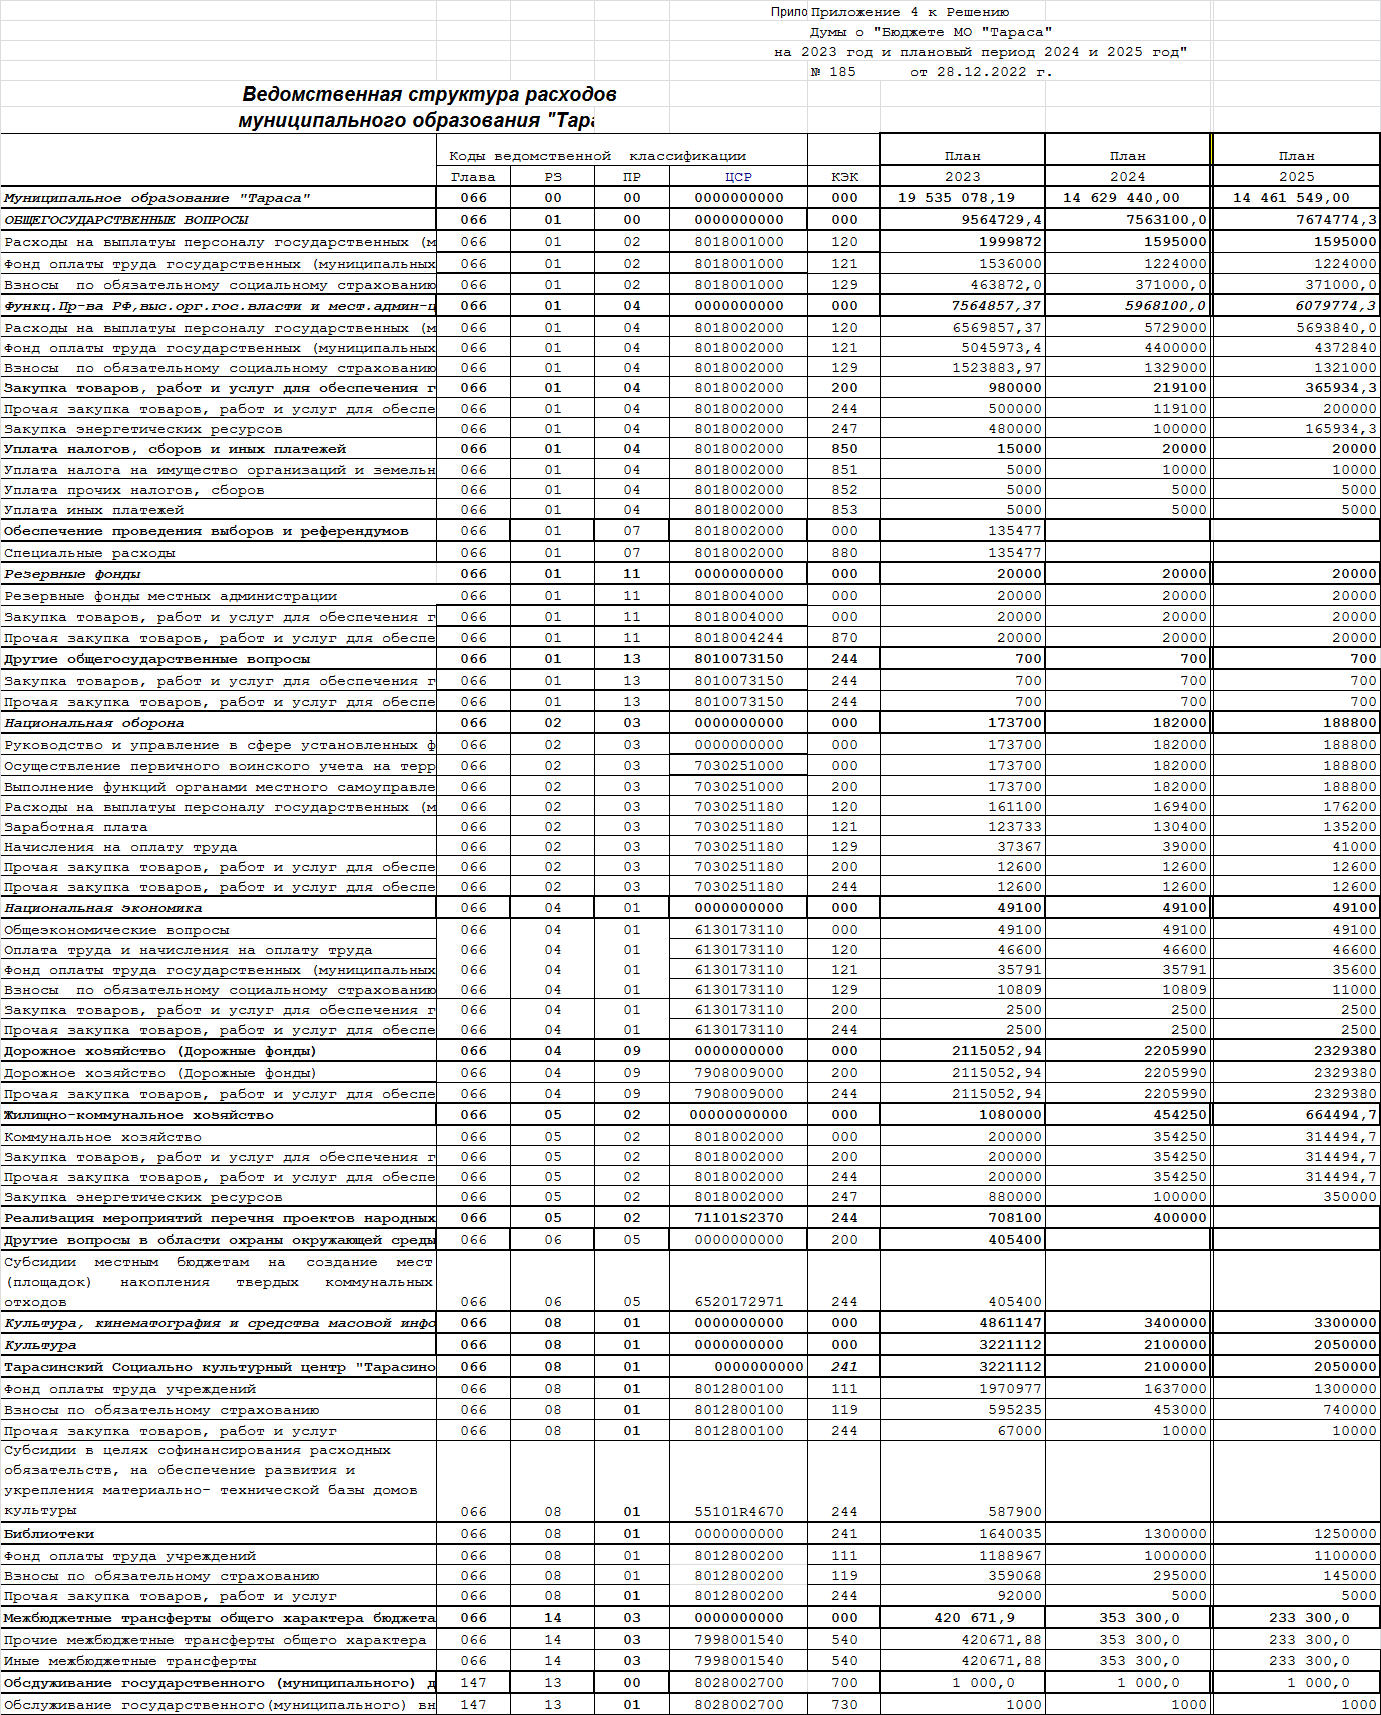 Прило Приложение 4 к Решению
Думы о "Бюджете МО "Тараса"
на 2023 год и плановый период 2024 и 2025 год"
№ 185 от 28.12.2022 г.
Ведомственная структура расходов
муниципального образования "Тара
Коды ведомственной классификации План План План
Глава РЗ ПР ЦСР КЭК 2023 2024 2025
Муниципальное образование "Тараса" 066 00 00 0000000000 000 19 535 078,19 14 629 440,00 14 461 549,00
ОБЩЕГОСУДАРСТВЕННЫЕ ВОПРОСЫ 066 01 00 0000000000 000 9564729,4 7563100,0 7674774,3
Расходы на выплатуы персоналу государственных (м 066 01 02 8018001000 120 1999872 1595000 1595000
Фонд оплаты труда государственных (муниципальных 066 01 02 8018001000 121 1536000 1224000 1224000
Взносы по обязательному социальному страхованию 066 01 02 8018001000 129 463872,0 371000,0 371000,0
Функц.Пр-ва РФ,выс.орг.гос.власти и мест.админ-ц 066 01 04 0000000000 000 7564857,37 5968100,0 6079774,3
Расходы на выплатуы персоналу государственных (м 066 01 04 8018002000 120 6569857,37 5729000 5693840,0
Фонд оплаты труда государственных (муниципальных 066 01 04 8018002000 121 5045973,4 4400000 4372840
Взносы по обязательному социальному страхованию 066 01 04 8018002000 129 1523883,97 1329000 1321000
Закупка товаров, работ и услуг для обеспечения г 066 01 04 8018002000 200 980000 219100 365934,3
Прочая закупка товаров, работ и услуг для обеспе 066 01 04 8018002000 244 500000 119100 200000
Закупка энергетических ресурсов 066 01 04 8018002000 247 480000 100000 165934,3
Уплата налогов, сборов и иных платежей 066 01 04 8018002000 850 15000 20000 20000
Уплата налога на имущество организаций и земельн 066 01 04 8018002000 851 5000 10000 10000
Уплата прочих налогов, сборов 066 01 04 8018002000 852 5000 5000 5000
Уплата иных платежей 066 01 04 8018002000 853 5000 5000 5000
Обеспечение проведения выборов и референдумов 066 01 07 8018002000 000 135477
Специальные расходы 066 01 07 8018002000 880 135477
Резервные фонды 066 01 11 0000000000 000 20000 20000 20000
Резервные фонды местных администрации 066 01 11 8018004000 000 20000 20000 20000
Закупка товаров, работ и услуг для обеспечения г 066 01 11 8018004000 000 20000 20000 20000
Прочая закупка товаров, работ и услуг для обеспе 066 01 11 8018004244 870 20000 20000 20000
Другие общегосударственные вопросы 066 01 13 8010073150 244 700 700 700
Закупка товаров, работ и услуг для обеспечения г 066 01 13 8010073150 244 700 700 700
Прочая закупка товаров, работ и услуг для обеспе 066 01 13 8010073150 244 700 700 700
Национальная оборона 066 02 03 0000000000 000 173700 182000 188800
Руководство и управление в сфере установленных ф 066 02 03 0000000000 000 173700 182000 188800
Осуществление первичного воинского учета на терр 066 02 03 7030251000 000 173700 182000 188800
Выполнение функций органами местного самоуправле 066 02 03 7030251000 200 173700 182000 188800
Расходы на выплатуы персоналу государственных (м 066 02 03 7030251180 120 161100 169400 176200
Заработная плата 066 02 03 7030251180 121 123733 130400 135200
Начисления на оплату труда 066 02 03 7030251180 129 37367 39000 41000
Прочая закупка товаров, работ и услуг для обеспе 066 02 03 7030251180 200 12600 12600 12600
Прочая закупка товаров, работ и услуг для обеспе 066 02 03 7030251180 244 12600 12600 12600
Национальная экономика 066 04 01 0000000000 000 49100 49100 49100
Общеэкономические вопросы 066 04 01 6130173110 000 49100 49100 49100
Оплата труда и начисления на оплату труда 066 04 01 6130173110 120 46600 46600 46600
Фонд оплаты труда государственных (муниципальных 066 04 01 6130173110 121 35791 35791 35600
Взносы по обязательному социальному страхованию 066 04 01 6130173110 129 10809 10809 11000
Закупка товаров, работ и услуг для обеспечения г 066 04 01 6130173110 200 2500 2500 2500
Прочая закупка товаров, работ и услуг для обеспе 066 04 01 6130173110 244 2500 2500 2500
Дорожное хозяйство (Дорожные фонды) 066 04 09 0000000000 000 2115052,94 2205990 2329380
Дорожное хозяйство (Дорожные фонды) 066 04 09 7908009000 200 2115052,94 2205990 2329380
Прочая закупка товаров, работ и услуг для обеспе 066 04 09 7908009000 244 2115052,94 2205990 2329380
Жилищно-коммунальное хозяйство 066 05 02 00000000000 000 1080000 454250 664494,7
Коммунальное хозяйство 066 05 02 8018002000 000 200000 354250 314494,7
Закупка товаров, работ и услуг для обеспечения г 066 05 02 8018002000 200 200000 354250 314494,7
Прочая закупка товаров, работ и услуг для обеспе 066 05 02 8018002000 244 200000 354250 314494,7
Закупка энергетических ресурсов 066 05 02 8018002000 247 880000 100000 350000
Реализация мероприятий перечня проектов народных 066 05 02 71101S2370 244 708100 400000
Другие вопросы в области охраны окружающей среды 066 06 05 0000000000 200 405400
Субсидии местным бюджетам на создание мест
(площадок) накопления твердых коммунальных
отходов 066 06 05 6520172971 244 405400
Культура, кинематография и средства масовой инфо 066 08 01 0000000000 000 4861147 3400000 3300000
Культура 066 08 01 0000000000 000 3221112 2100000 2050000
Тарасинский Социально культурный центр "Тарасино 066 08 01 0000000000 241 3221112 2100000 2050000
Фонд оплаты труда учреждений 066 08 01 8012800100 111 1970977 1637000 1300000
Взносы по обязательному страхованию 066 08 01 8012800100 119 595235 453000 740000
Прочая закупка товаров, работ и услуг 066 08 01 8012800100 244 67000 10000 10000
Субсидии в целях софинансирования расходных
обязательств, на обеспечение развития и
укрепления материально- технической базы домов
культуры 066 08 01 55101R4670 244 587900
Библиотеки 066 08 01 0000000000 241 1640035 1300000 1250000
Фонд оплаты труда учреждений 066 08 01 8012800200 111 1188967 1000000 1100000
Взносы по обязательному страхованию 066 08 01 8012800200 119 359068 295000 145000
Прочая закупка товаров, работ и услуг 066 08 01 8012800200 244 92000 5000 5000
Межбюджетные трансферты общего характера бюджета 066 14 03 0000000000 000 420 671,9 353 300,0 233 300,0
Прочие межбюджетные трансферты общего характера 066 14 03 7998001540 540 420671,88 353 300,0 233 300,0
Иные межбюджетные трансферты 066 14 03 7998001540 540 420671,88 353 300,0 233 300,0
Обсдуживание государственного (муниципального) д 147 13 00 8028002700 700 1 000,0 1 000,0 1 000,0
Обслуживание государственного(муниципального) вн 147 13 01 8028002700 730 1000 1000 1000